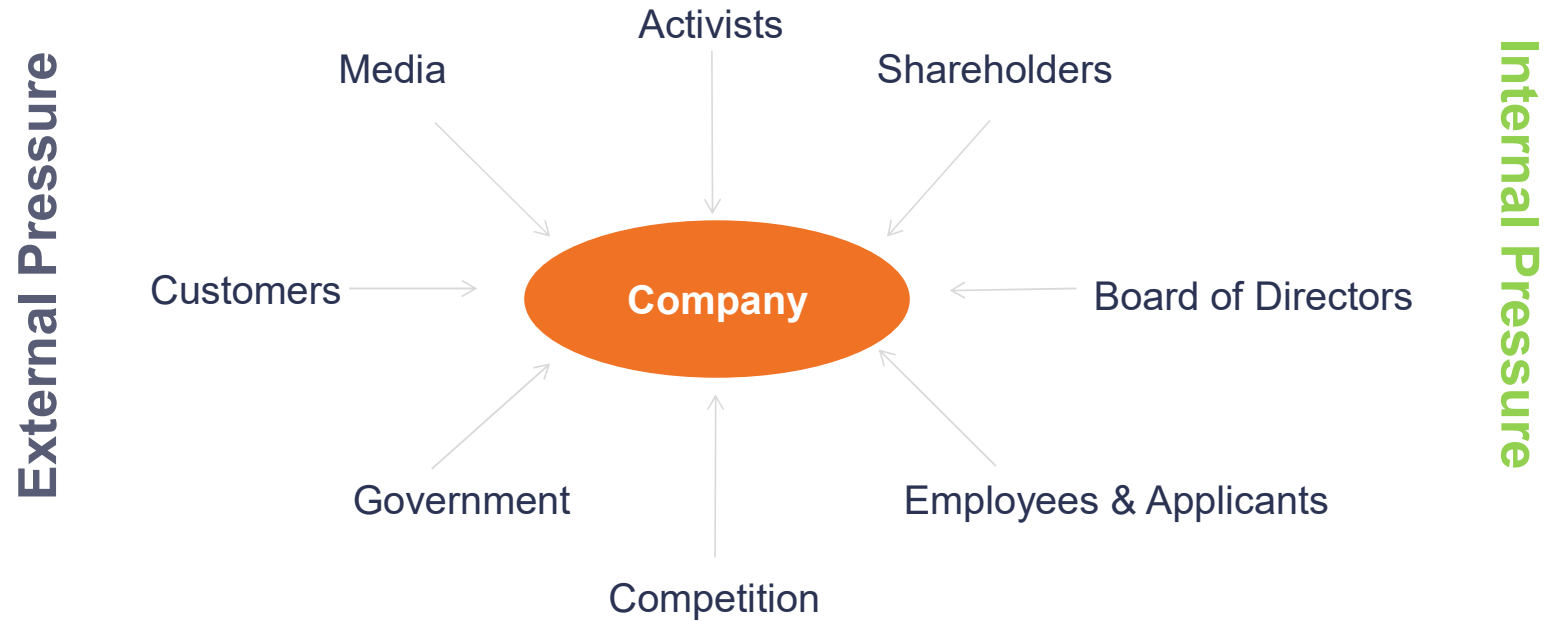 Activists
Media
Shareholders
External Pressure
Internal Pressure
Customers
Company
Board of Directors
Government
Employees & Applicants
Competition